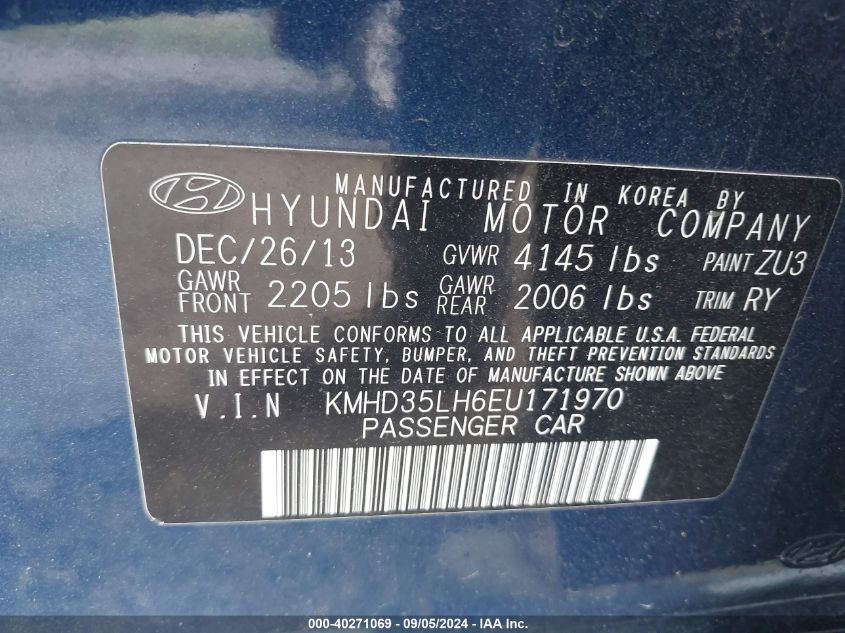 MANUFACTURED IN KOREA BY
HYUNDAI MOTOR COMPANY
DEC/26/13 GVWR 4145 lbs PAINT ZU3
GAWR FRONT 2205 lbs GAWR REAR 2006 lbs TRIM RY
THIS VEHICLE CONFORMS TO ALL APPLICABLE U.S.A. FEDERAL
MOTOR VEHICLE SAFETY, BUMPER, AND THEFT PREVENTION STANDARDS
IN EFFECT ON THE DATE OF MANUFACTURE SHOWN ABOVE
V.I.N KMHD35LH6EU171970
PASSENGER CAR
000-40271069 - 09/05/2024 - IAA Inc.